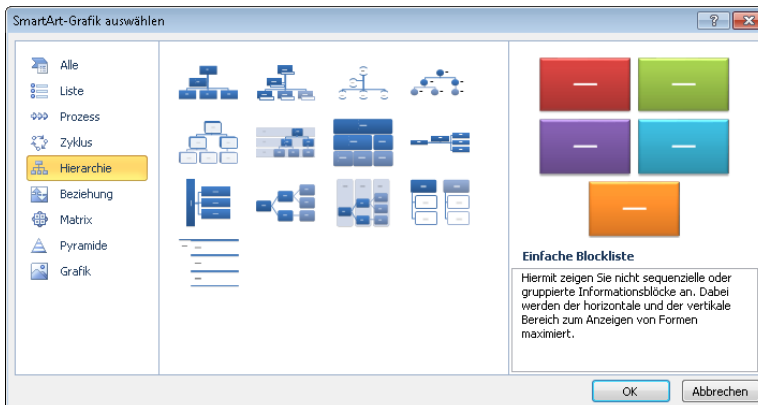 SmartArt-Grafik auswählen
Alle
Liste
Prozess
Zyklus
Hierarchie
Beziehung
Matrix
Pyramide
Grafik
Einfache Blockliste
Hiermit zeigen Sie nicht sequenzielle oder
gruppierte Informationsblöcke an. Dabei
werden der horizontale und der vertikale
Bereich zum Anzeigen von Formen
maximiert.
OK
Abbrechen